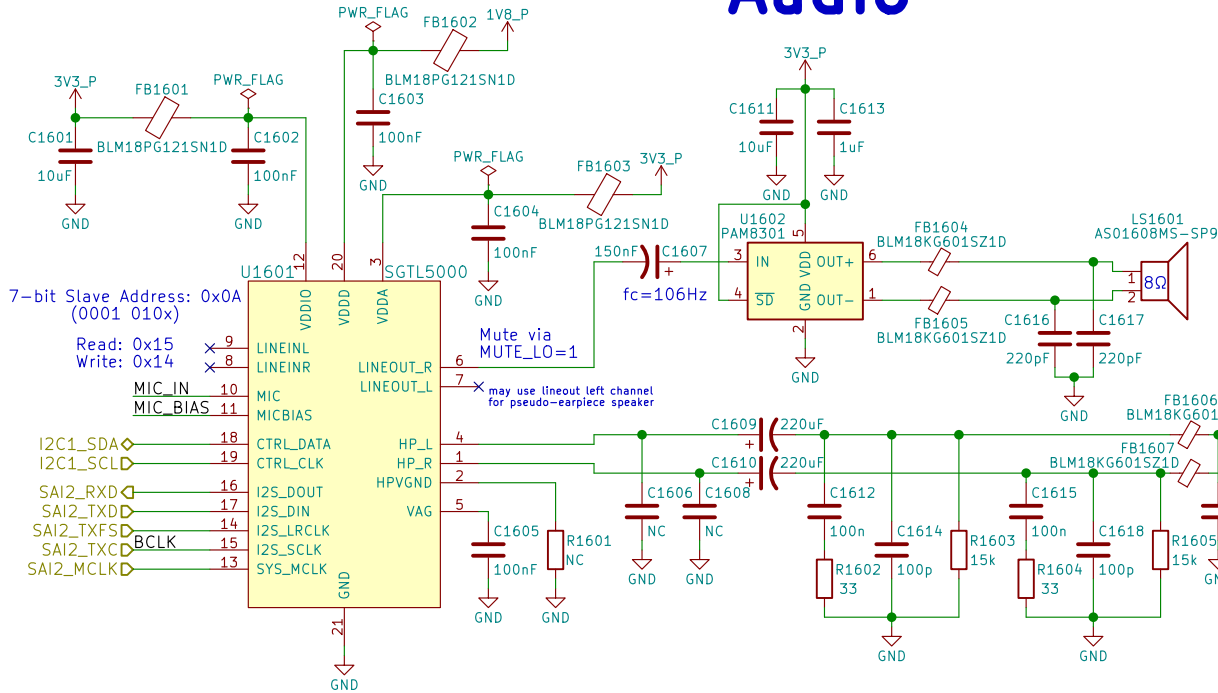 Audio
PWR_FLAG
FB1602
1V8_P
BLM18PG121SN1D
C1603
100nF
GND
3V3_P
FB1601
PWR_FLAG
C1601
BLM18PG121SN1D
C1602
10uF
100nF
GND
GND
PWR_FLAG
FB1603
3V3_P
C1604
BLM18PG121SN1D
100nF
GND
3V3_P
C1611
C1613
10uF
1uF
GND
GND
U1602
PAM8301
5
3
IN
VDD
OUT+
6
4
SD
GND
OUT-
1
2
GND
150nF
C1607
+
fc=106Hz
FB1604
BLM18KG601SZ1D
FB1605
BLM18KG601SZ1D
LS1601
AS01608MS-SP9
1
2
8Ω
C1616
C1617
220pF
220pF
GND
U1601
SGTL5000
12
20
3
VDDIO
VDDD
VDDA
7-bit Slave Address: 0x0A
(0001 010x)
Read: 0x15
Write: 0x14
9
LINEINL
8
LINEINR
MIC_IN
10
MIC
MIC_BIAS
11
MICBIAS
I2C1_SDA
18
CTRL_DATA
I2C1_SCL
19
CTRL_CLK
SAI2_RXD
16
I2S_DOUT
SAI2_TXD
17
I2S_DIN
SAI2_TXFS
14
I2S_LRCLK
SAI2_TXC
BCLK
15
I2S_SCLK
SAI2_MCLK
13
SYS_MCLK
GND
21
GND
LINEOUT_R
6
LINEOUT_L
7
HP_L
4
HP_R
1
HPVGND
2
VAG
5
Mute via
MUTE_LO=1
may use lineout left channel
for pseudo-earpiece speaker
C1605
100nF
GND
R1601
NC
GND
C1609
220uF
+
C1610
220uF
+
C1606
NC
GND
C1608
NC
GND
C1612
100n
R1602
33
C1614
100p
R1603
15k
GND
C1615
100n
R1604
33
C1618
100p
R1605
15k
GND
FB1606
BLM18KG601
FB1607
BLM18KG601SZ1D